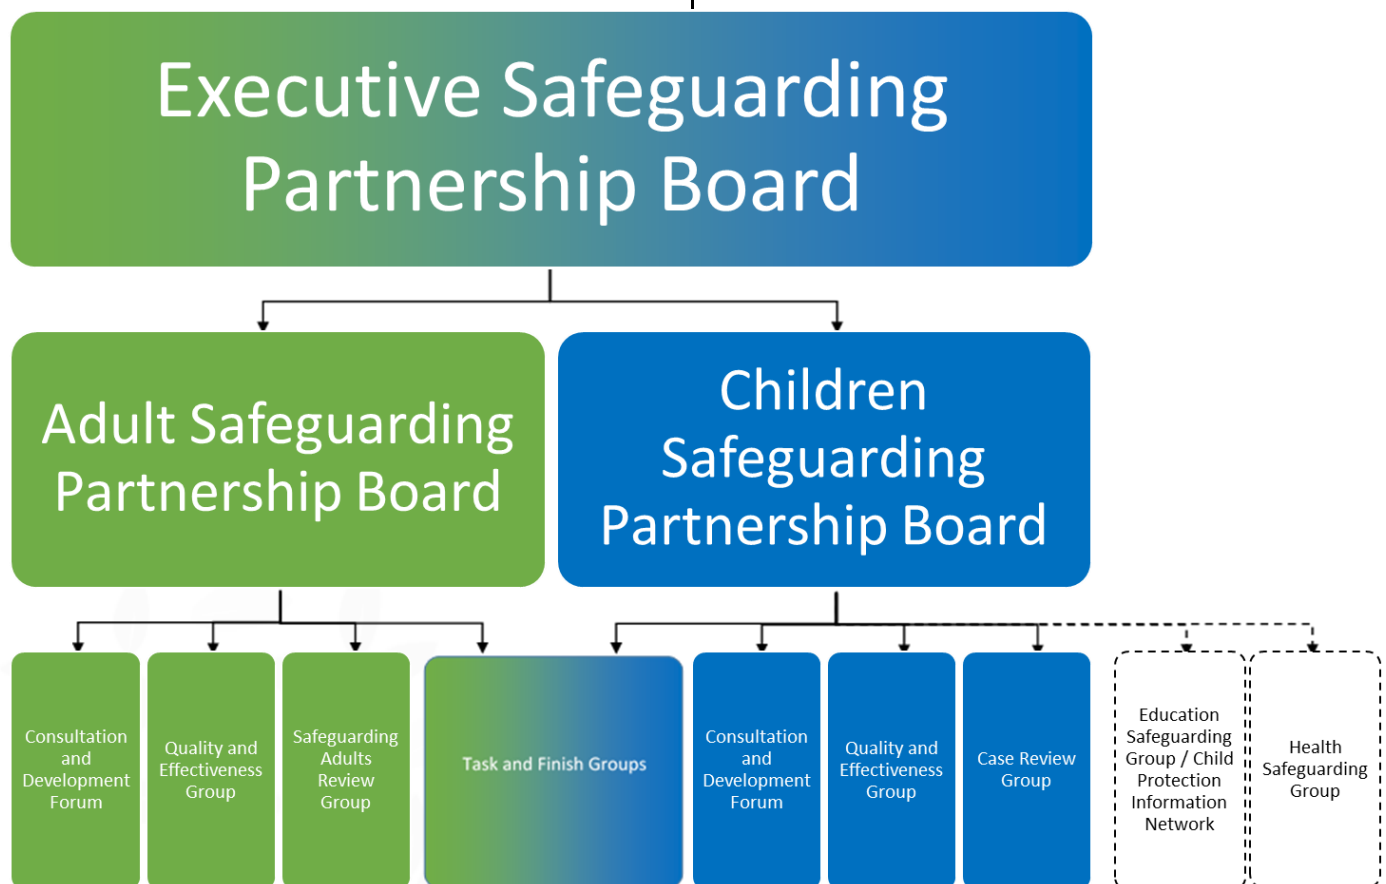 Executive Safeguarding
Partnership Board
Adult Safeguarding
Partnership Board
Children
Safeguarding
Partnership Board
Consultation
and
Development
Forum
Quality and
Effectiveness
Group
Safeguarding
Adults
Review
Group
Task and Finish Groups
Consultation
and
Development
Forum
Quality and
Effectiveness
Group
Case Review
Group
Education
Safeguarding
Group / Child
Protection
Information
Network
Health
Safeguarding
Group